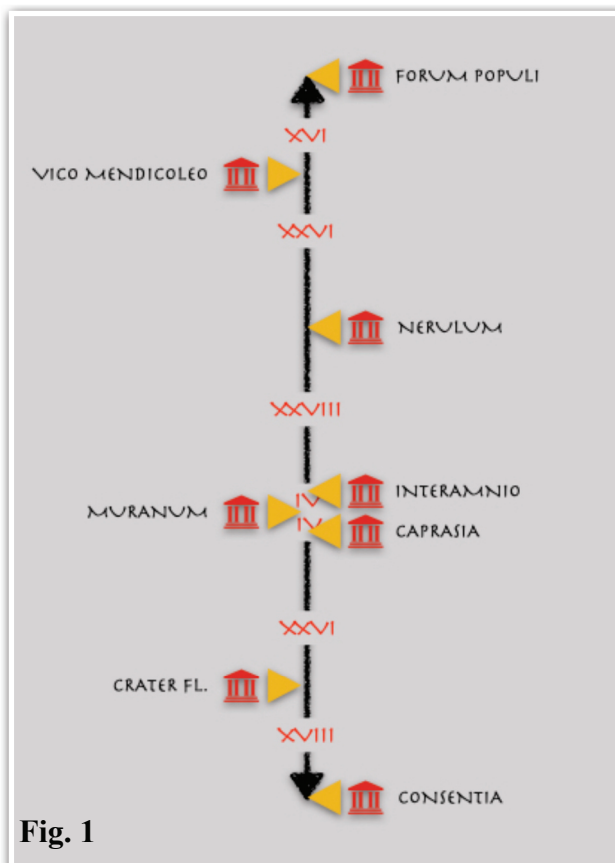 FORUM POPULI
XVI
VICO MENDICOLEO
XXVI
NERULUM
XXVIII
INTERAMNIO
IV
MURANUM
IV
CAPRASIA
XXVI
CRATER FL.
XVIII
CONSENTIA
Fig. 1